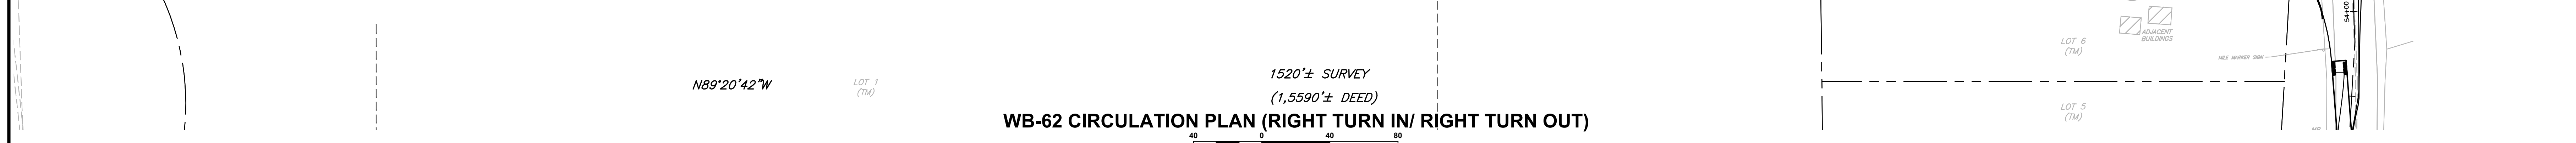 54+00
ADJACENT
BUILDINGS
LOT 6
(TM)
MILE MARKER SIGN
1520'± SURVEY
N89°20'42"W
LOT 1
(TM)
(1,5590'± DEED)
LOT 5
(TM)
WB-62 CIRCULATION PLAN (RIGHT TURN IN/ RIGHT TURN OUT)
40 0 40 80